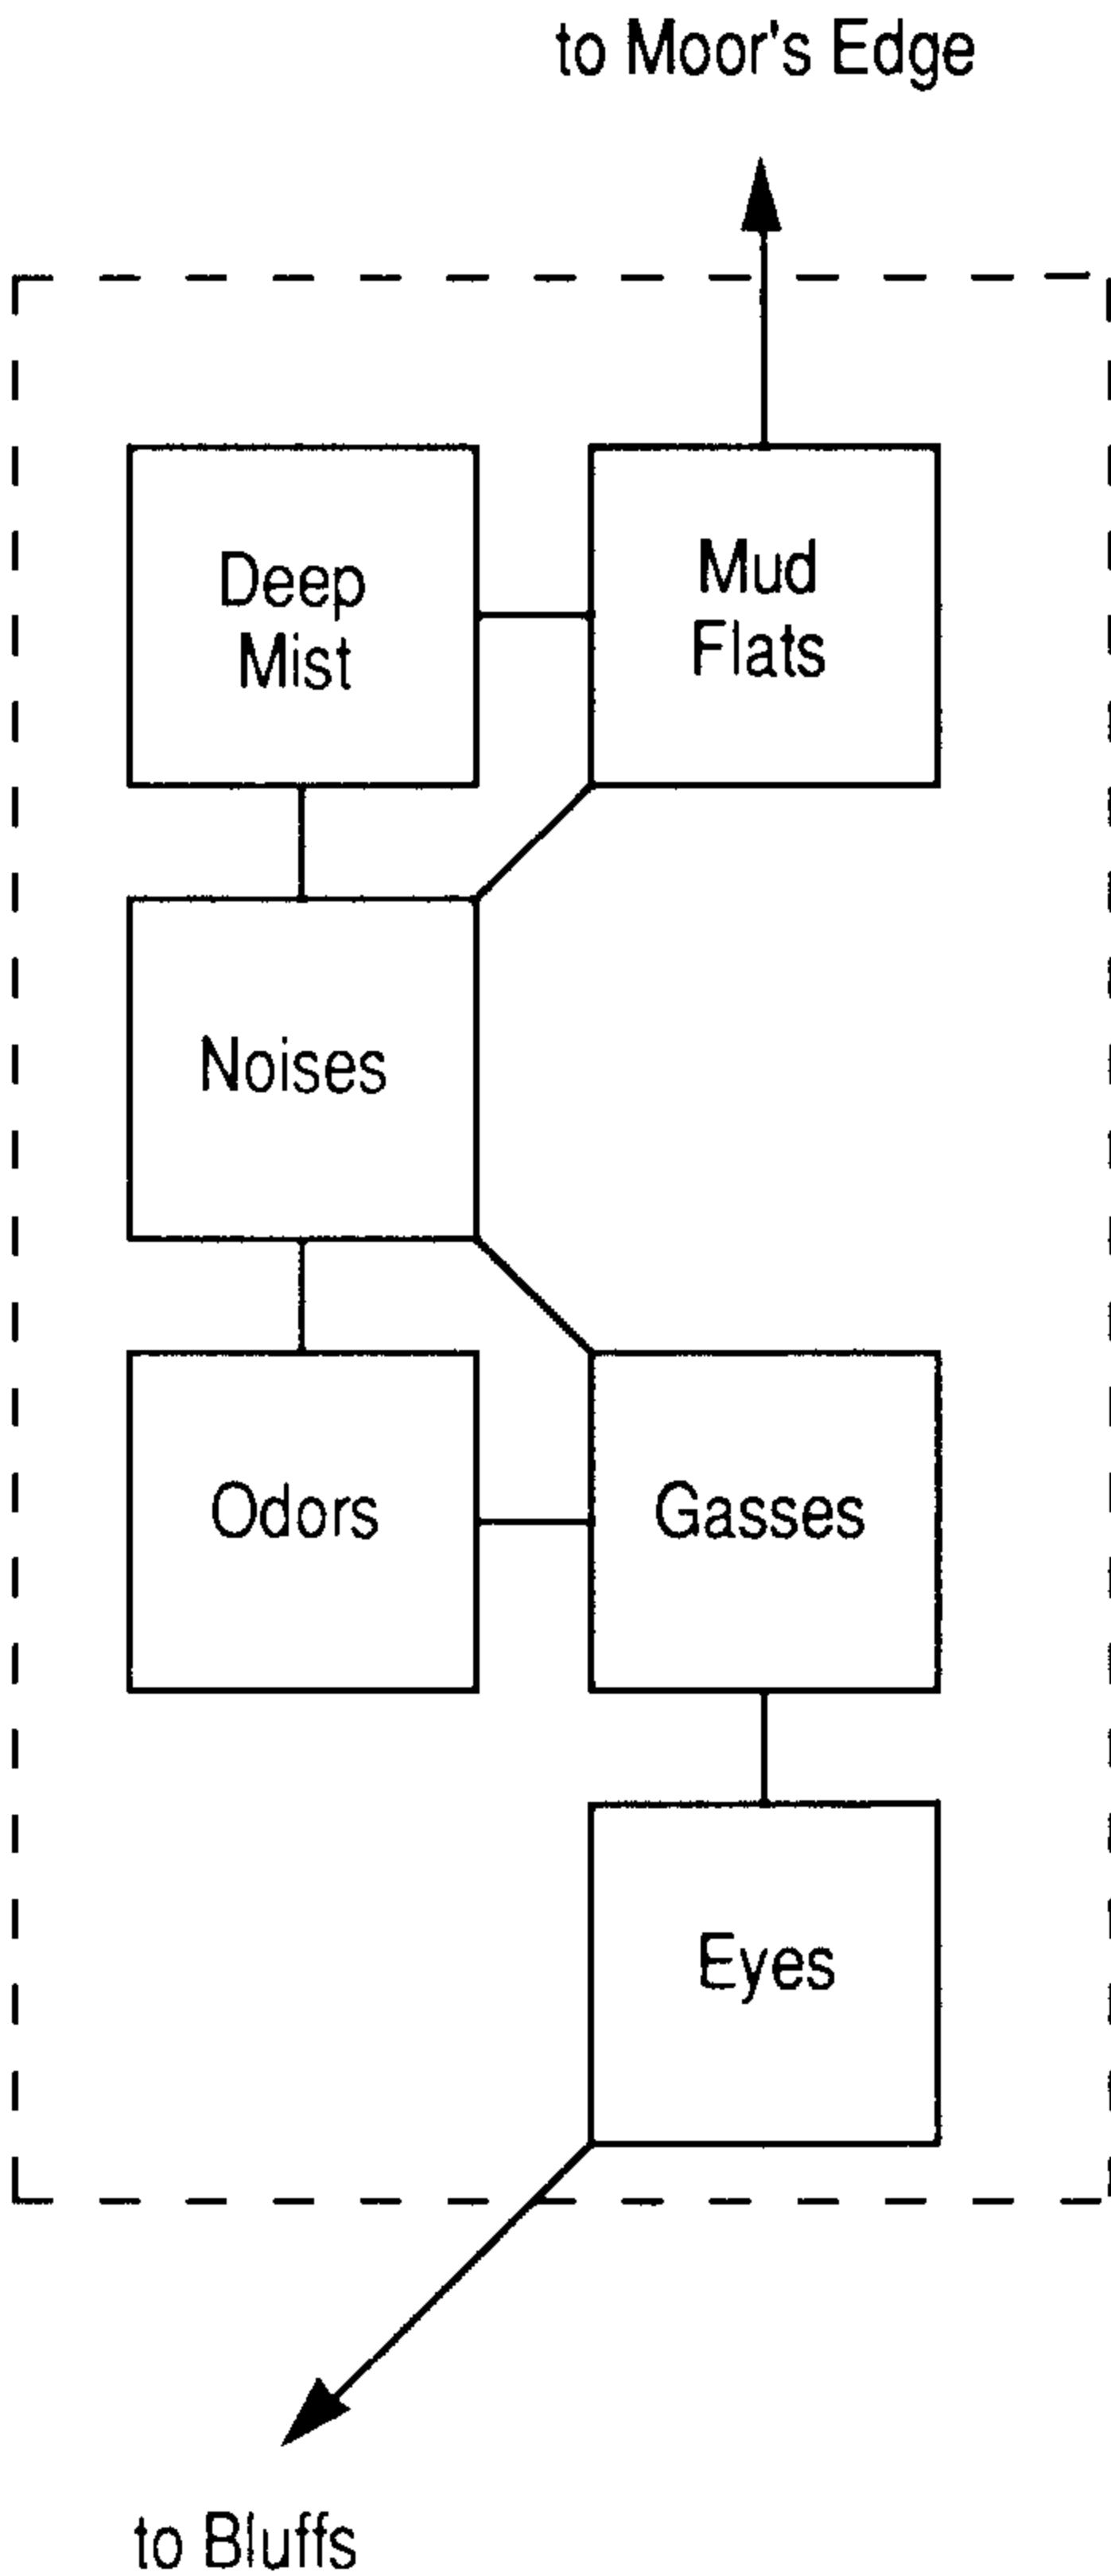 to Moor's Edge
Deep
Mist
Mud
Flats
Noises
Odors
Gasses
Eyes
to Bluffs